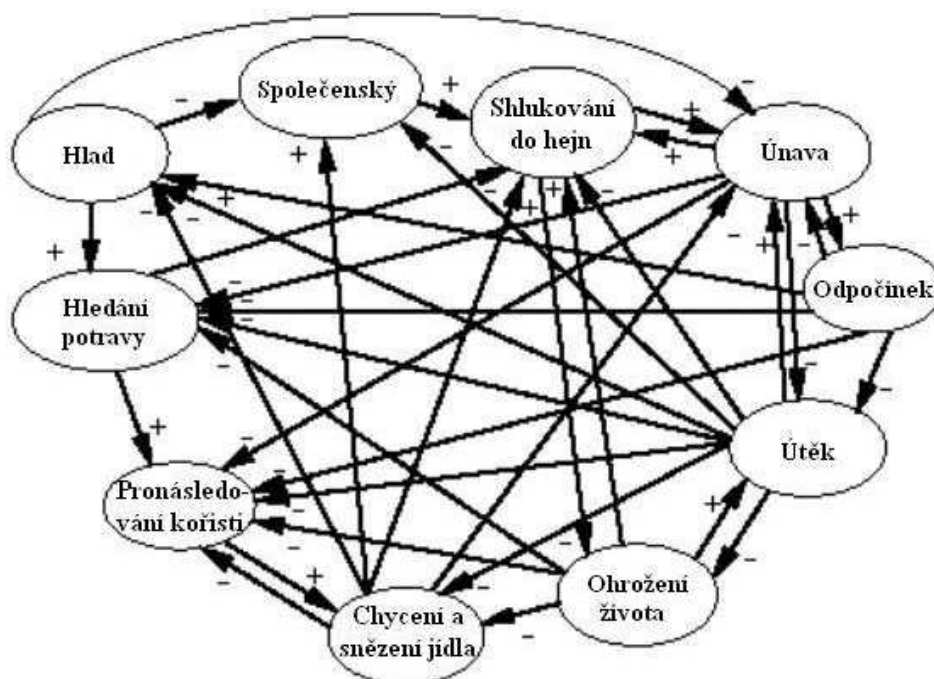 Společenský
Shlukování
do hejn
Hlad
Únava
Hledání
potravy
Odpočinek
Útěk
Pronásledo-
vání kořisti
Ohrožení
života
Chycení a
snězení jídla